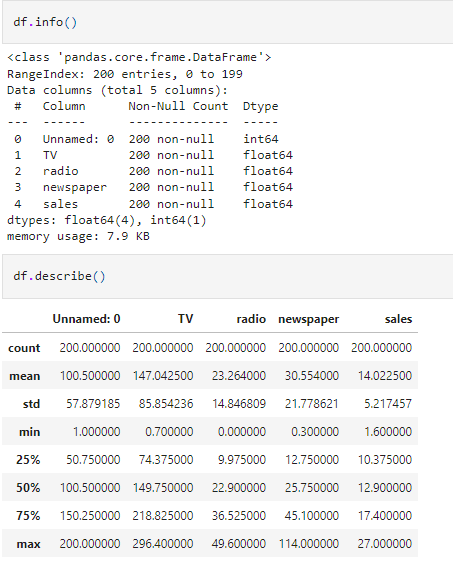 df.info()
<class 'pandas.core.frame.DataFrame'>
RangeIndex: 200 entries, 0 to 199
Data columns (total 5 columns):
 #   Column      Non-Null Count  Dtype
---  ------      --------------  -----
 0   Unnamed: 0  200 non-null    int64
 1   TV          200 non-null    float64
 2   radio       200 non-null    float64
 3   newspaper   200 non-null    float64
 4   sales       200 non-null    float64
dtypes: float64(4), int64(1)
memory usage: 7.9 KB
df.describe()
Unnamed: 0 TV radio newspaper sales
count 200.000000 200.000000 200.000000 200.000000 200.000000
mean 100.500000 147.042500 23.264000 30.554000 14.022500
std 57.879185 85.854236 14.846809 21.778621 5.217457
min 1.000000 0.700000 0.000000 0.300000 1.600000
25% 50.750000 74.375000 9.975000 12.750000 10.375000
50% 100.500000 149.750000 22.900000 25.750000 12.900000
75% 150.250000 218.825000 36.525000 45.100000 17.400000
max 200.000000 296.400000 49.600000 114.000000 27.000000